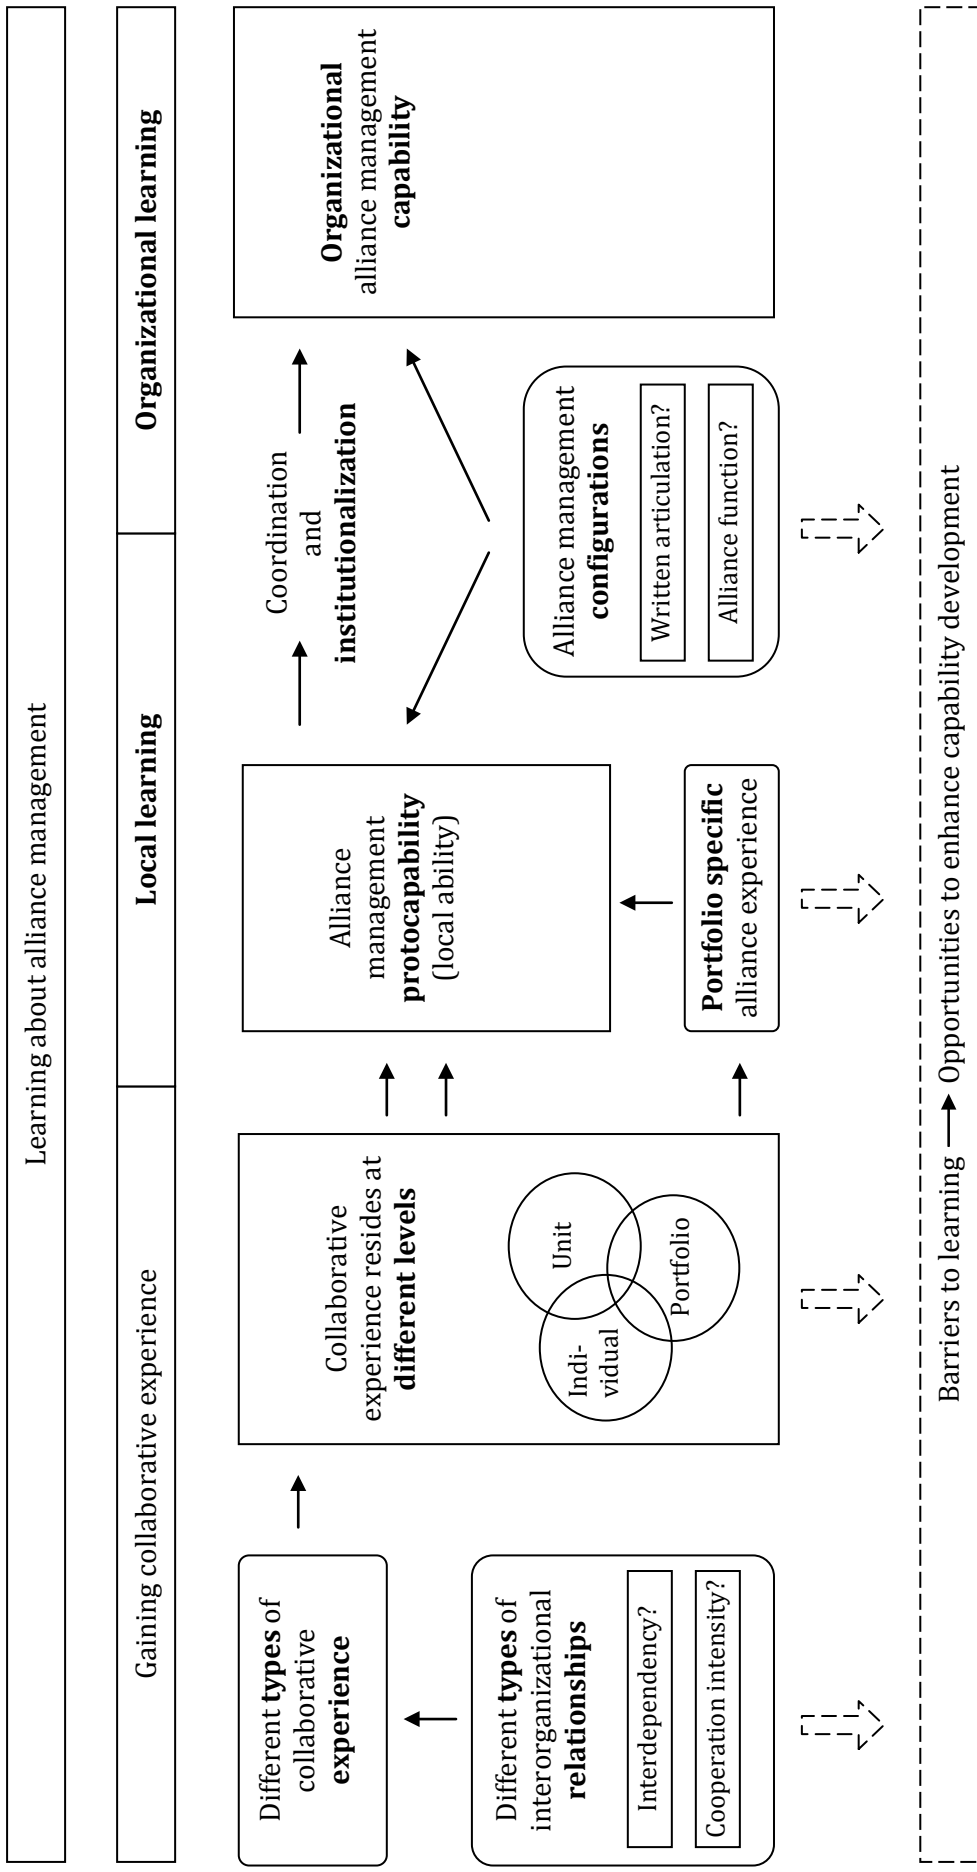 Learning about alliance management
Gaining collaborative experience
Local learning
Organizational learning
Different types of
collaborative
experience
Different types of
interorganizational
relationships
Interdependency?
Cooperation intensity?
Collaborative
experience resides at
different levels
Indi-
vidual
Unit
Portfolio
Alliance
management
protocapability
(local ability)
Portfolio specific
alliance experience
Coordination
and
institutionalization
Alliance management
configurations
Written articulation?
Alliance function?
Organizational
alliance management
capability
Barriers to learning → Opportunities to enhance capability development